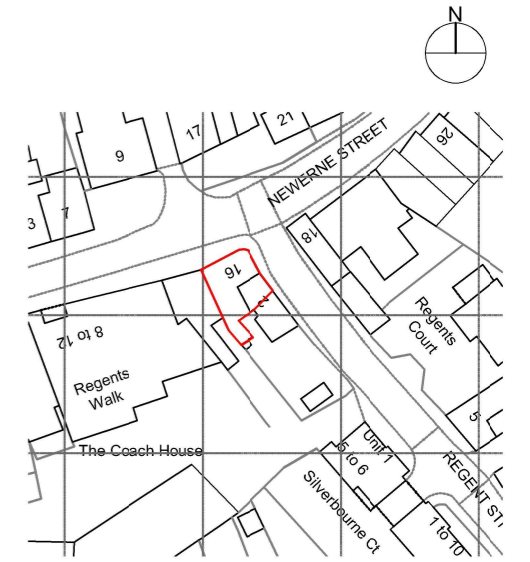 N
21
17
9
NEWERNE STREET
26
7
3
18
16
2
8 to 12
Regents
Walk
Regents
Court
5
The Coach House
Unit 1
5 to 6
REGENT ST
Silverbourne Ct
1 to 10